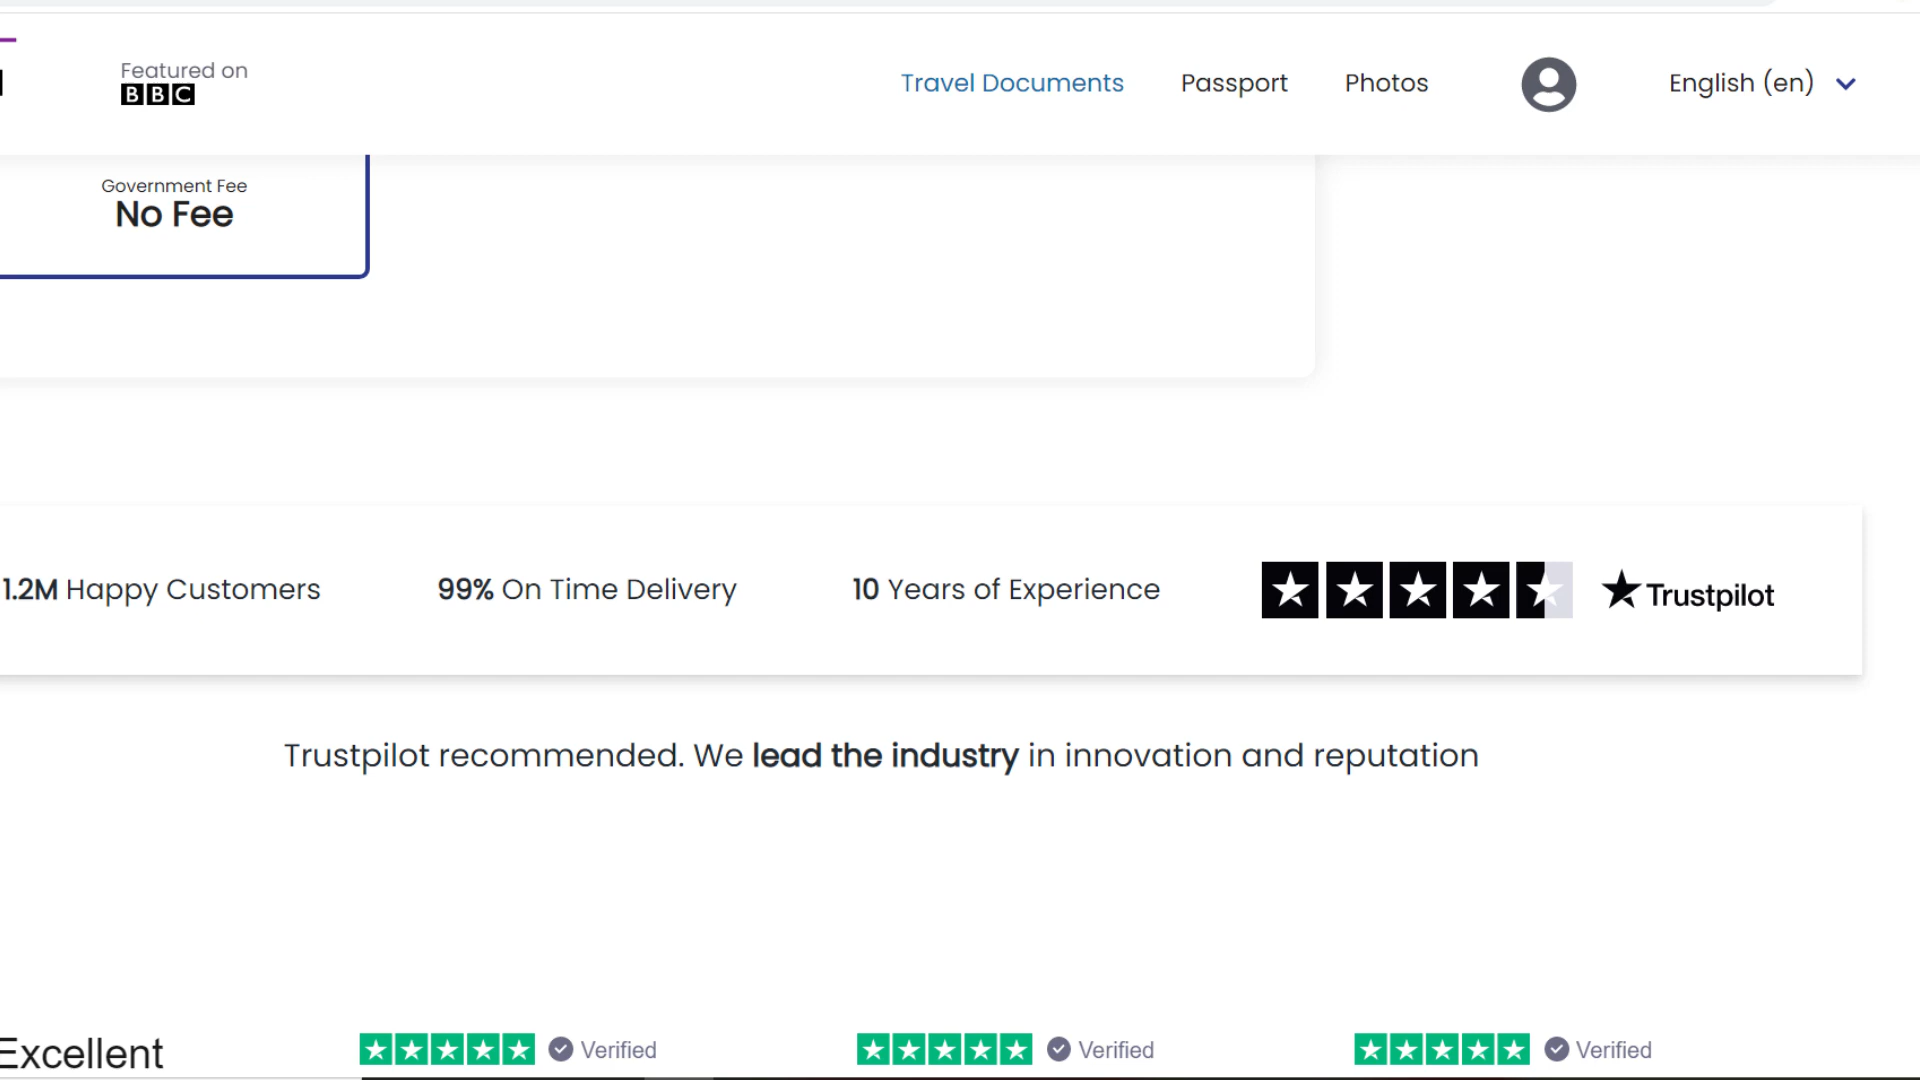 Featured on
BBC
Travel Documents
Passport
Photos
English (en)
Government Fee
No Fee
1.2M Happy Customers
99% On Time Delivery
10 Years of Experience
Trustpilot
Trustpilot recommended. We lead the industry in innovation and reputation
Excellent
Verified
Verified
Verified